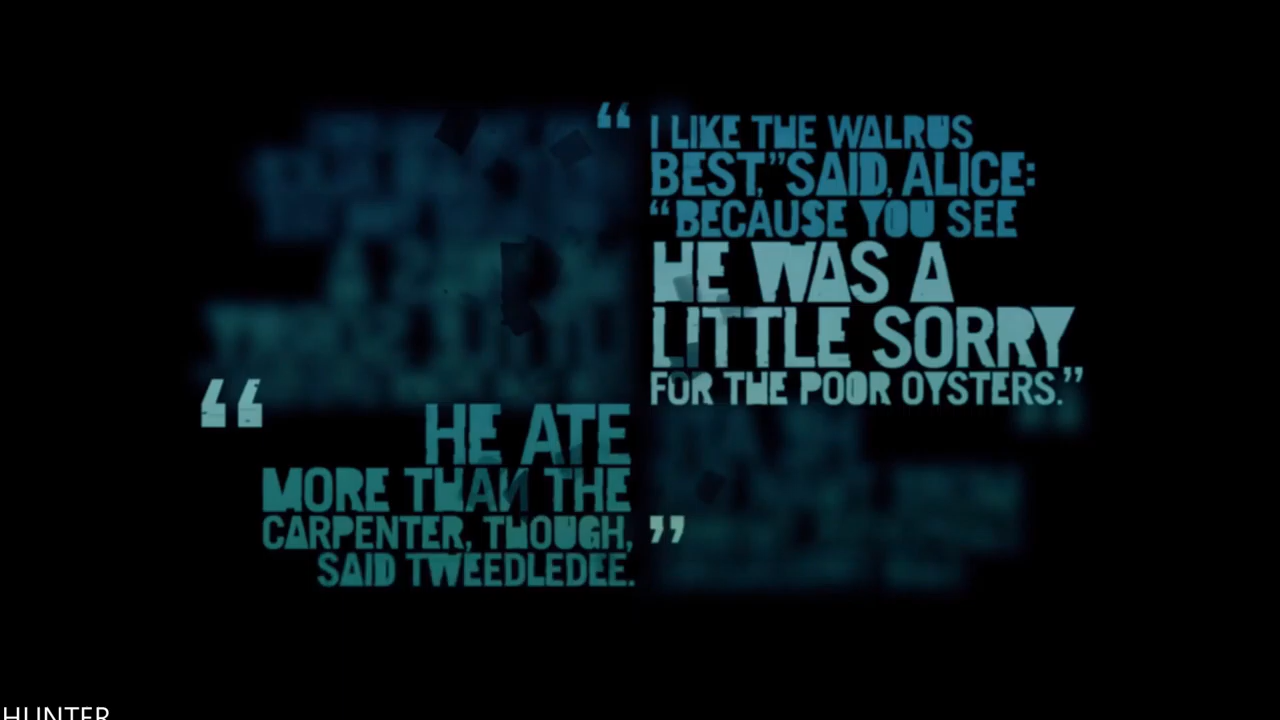 “ I LIKE THE WALRUS
BEST,” SAID, ALICE:
“ BECAUSE YOU SEE
HE WAS A
LITTLE SORRY
FOR THE POOR OYSTERS.”
“ HE ATE
MORE THAN THE
CARPENTER, THOUGH,
SAID TWEEDLEDEE. ”
HUNTER